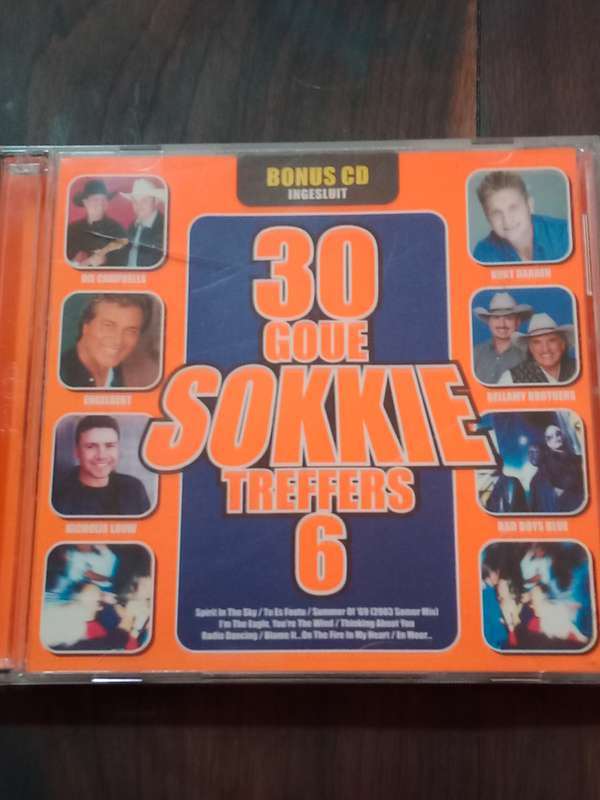 BONUS CD
INGESLUIT
30
GOUE
SOKKIE
TREFFERS
6
DIE CAMPBELLS
KURT DARREN
ENGELBERT
BELLAMY BROTHERS
NICHOLIS LOUW
BAD BOYS BLUE
Spirit In The Sky / Tu Es Foutu / Summer Of '69 (2003 Somer Mix)
I'm The Eagle, You're The Wind / Thinking About You
Radio Dancing / Blame It.. On The Fire In My Heart / En Meer...